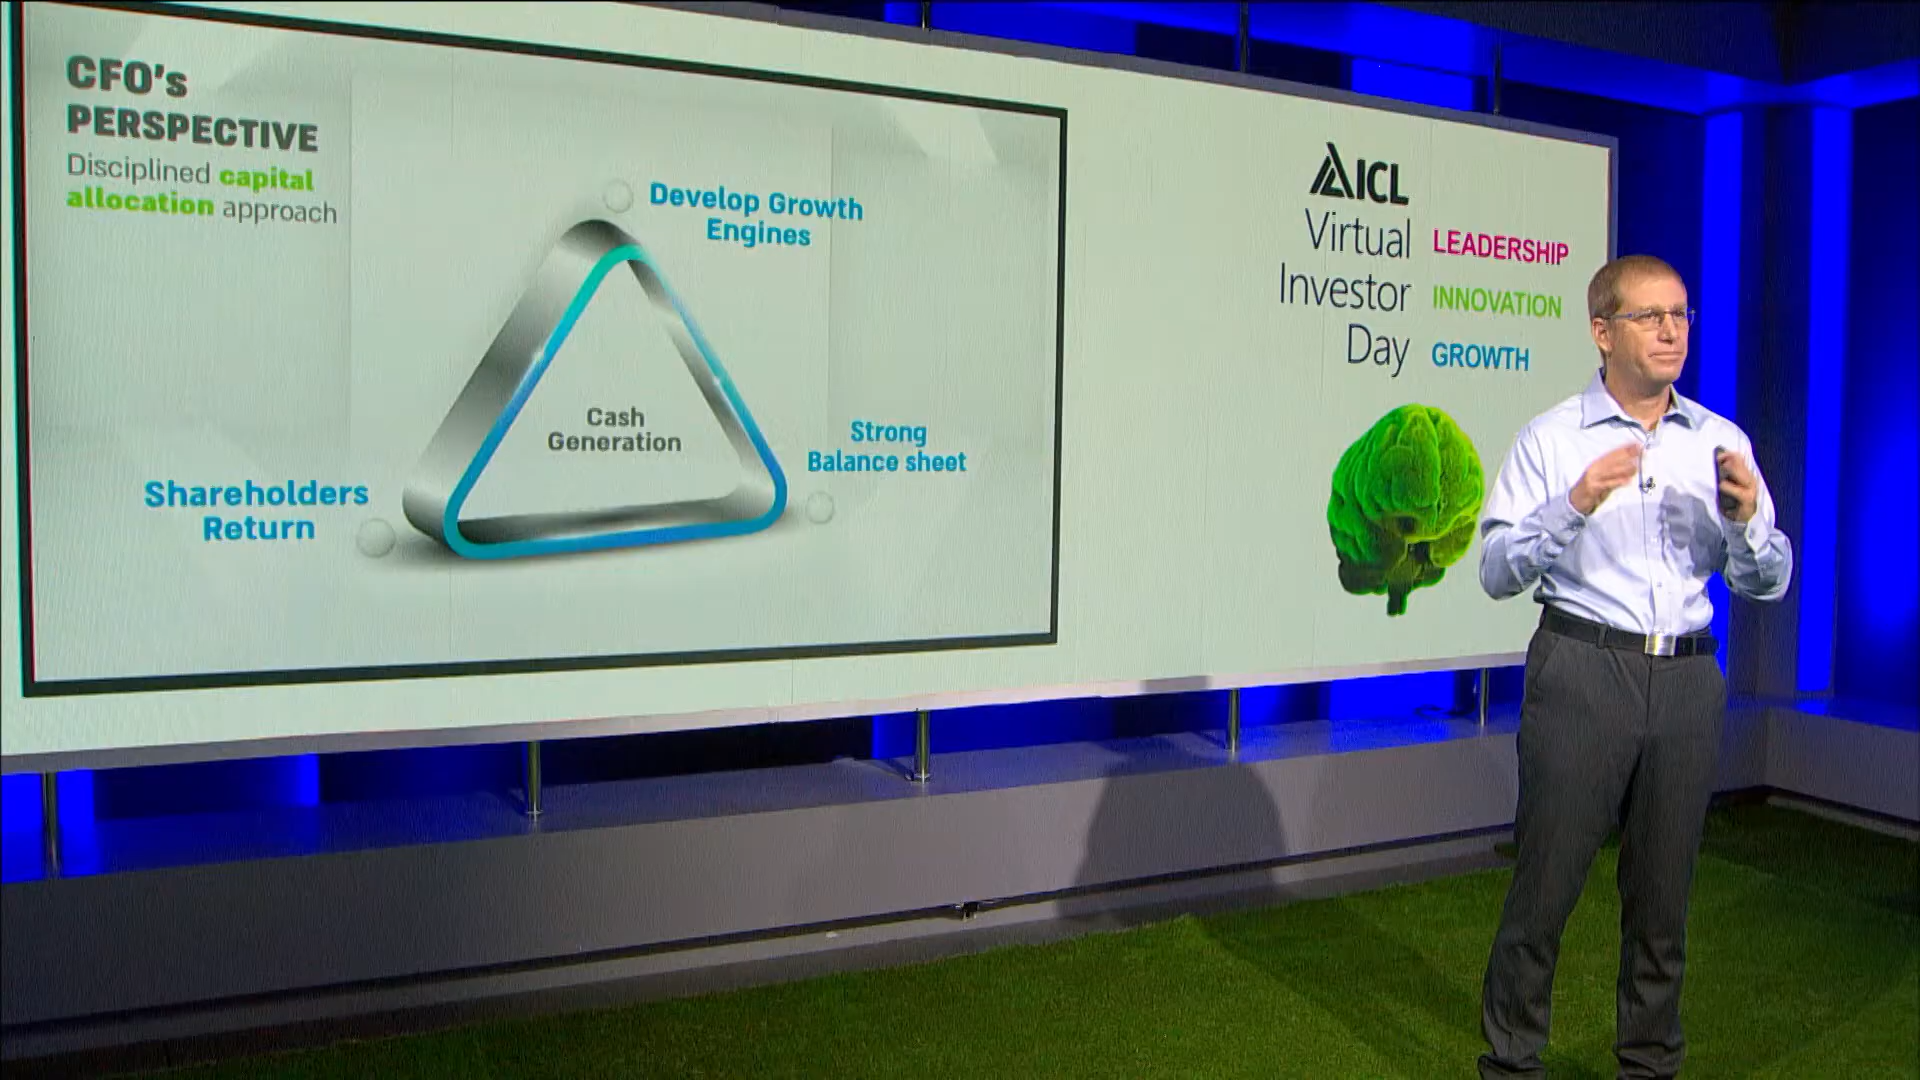 CFO's
PERSPECTIVE
Disciplined capital
allocation approach
Develop Growth
Engines
Cash
Generation
Strong
Balance sheet
Shareholders
Return
ICL
Virtual
Investor
Day
LEADERSHIP
INNOVATION
GROWTH